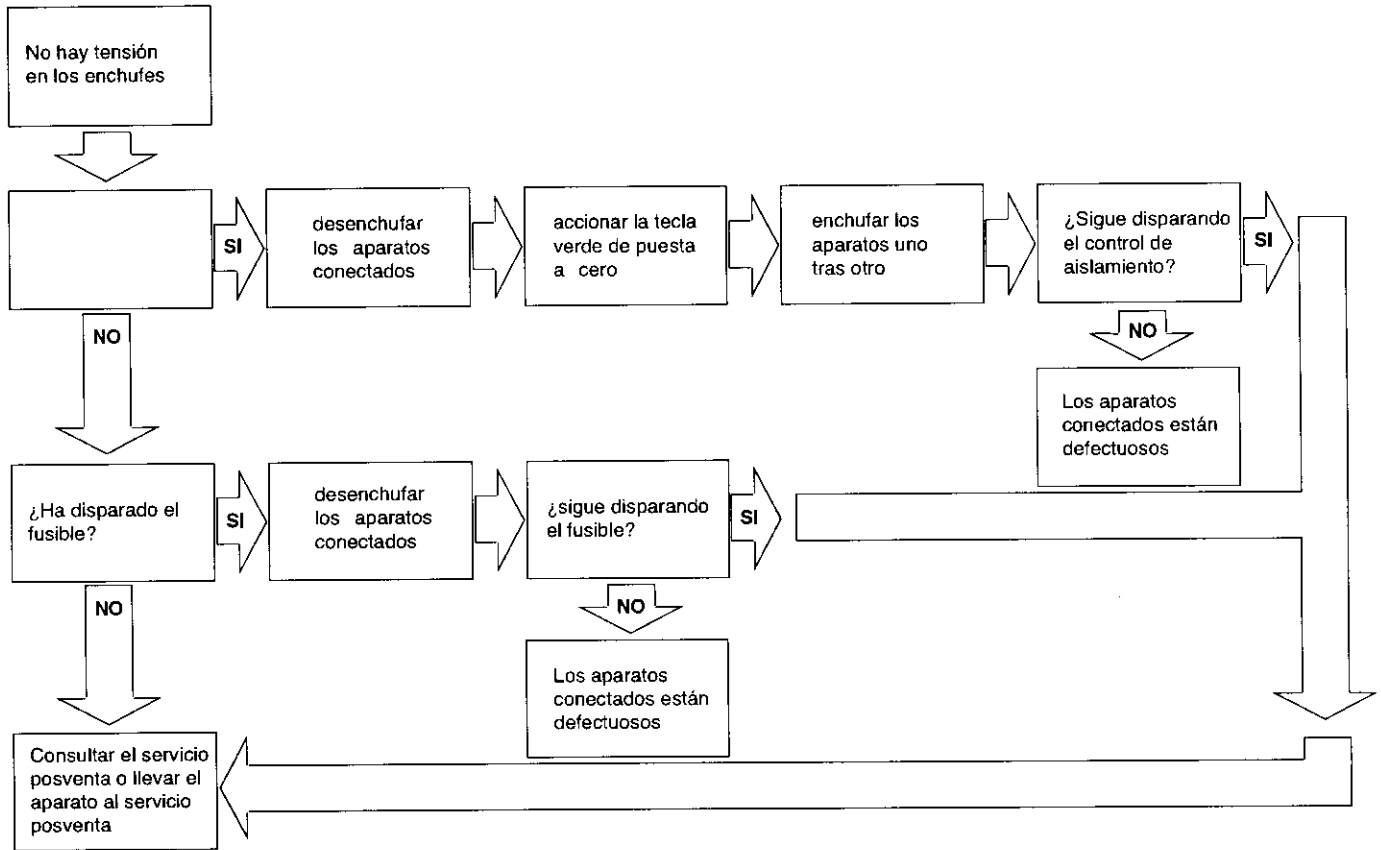 No hay tensión
en los enchufes
SI
desenchufar
los aparatos
conectados
accionar la tecla
verde de puesta
a cero
enchufar los
aparatos uno
tras otro
¿Sigue disparando
el control de
aislamiento?
SI
NO
NO
Los aparatos
conectados están
defectuosos
¿Ha disparado el
fusible?
SI
desenchufar
los aparatos
conectados
¿sigue disparando
el fusible?
SI
NO
NO
Los aparatos
conectados están
defectuosos
Consultar el servicio
posventa o llevar el
aparato al servicio
posventa